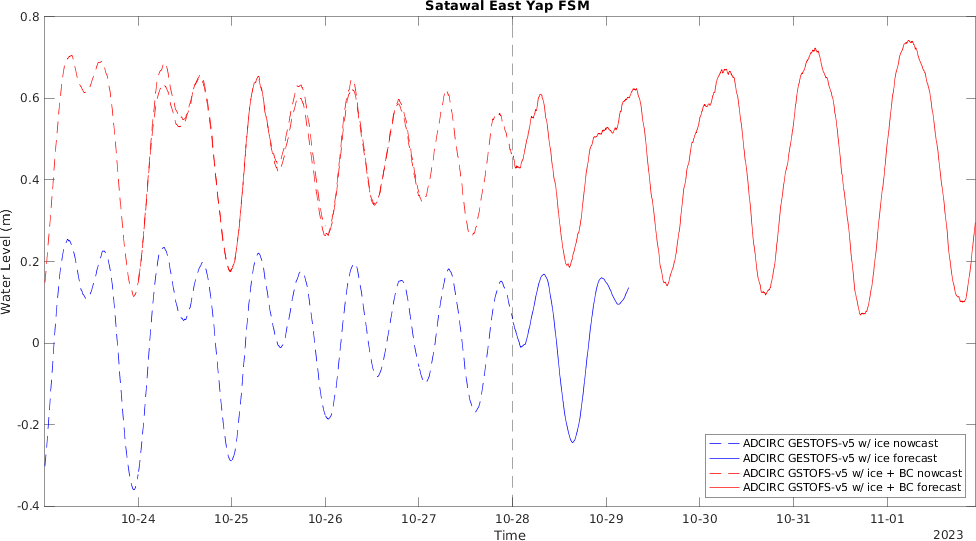 Satawal East Yap FSM
0.8
0.6
0.4
0.2
0
-0.2
-0.4
Water Level (m)
10-24
10-25
10-26
10-27
10-28
10-29
10-30
10-31
11-01
Time
2023
ADCIRC GESTOFS-v5 w/ ice nowcast
ADCIRC GESTOFS-v5 w/ ice forecast
ADCIRC GSTOFS-v5 w/ ice + BC nowcast
ADCIRC GSTOFS-v5 w/ ice + BC forecast